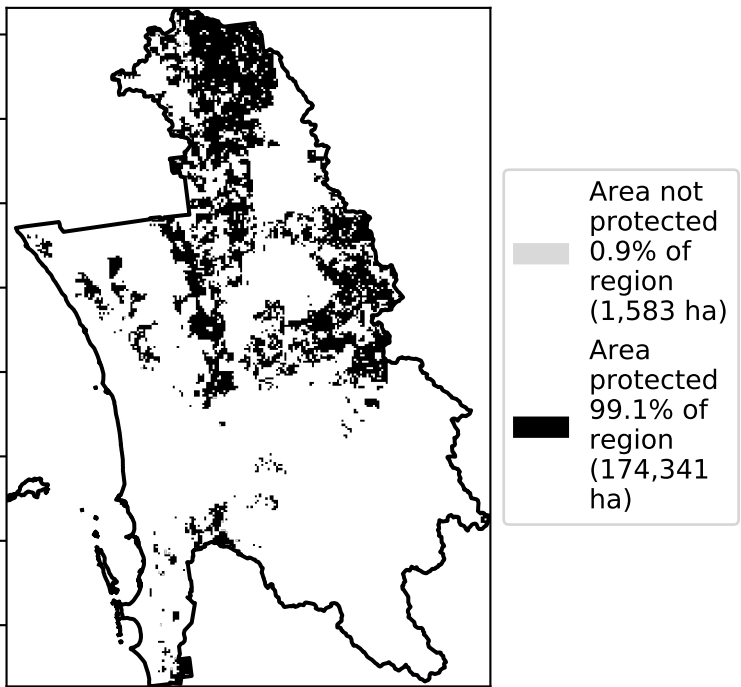 Area not
protected
0.9% of
region
(1,583 ha)
Area
protected
99.1% of
region
(174,341
ha)